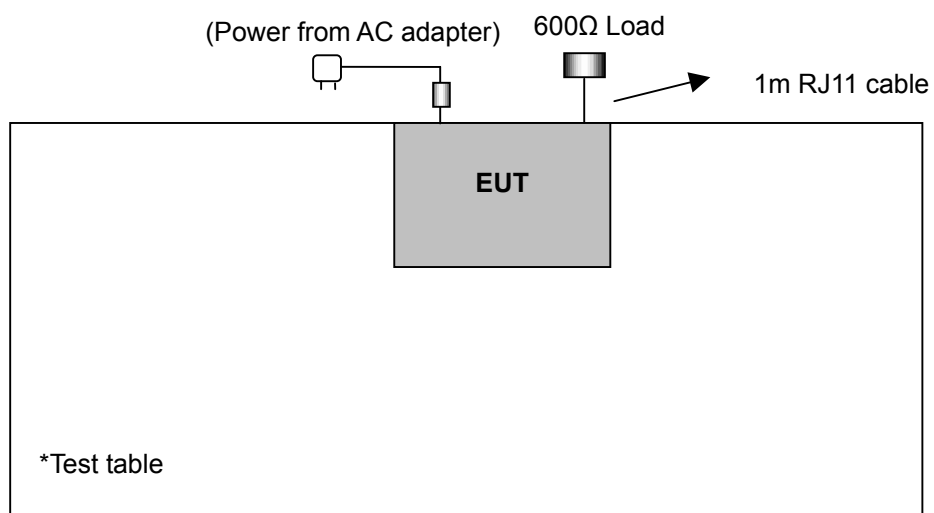 (Power from AC adapter)
600Ω Load
1m RJ11 cable
EUT
*Test table